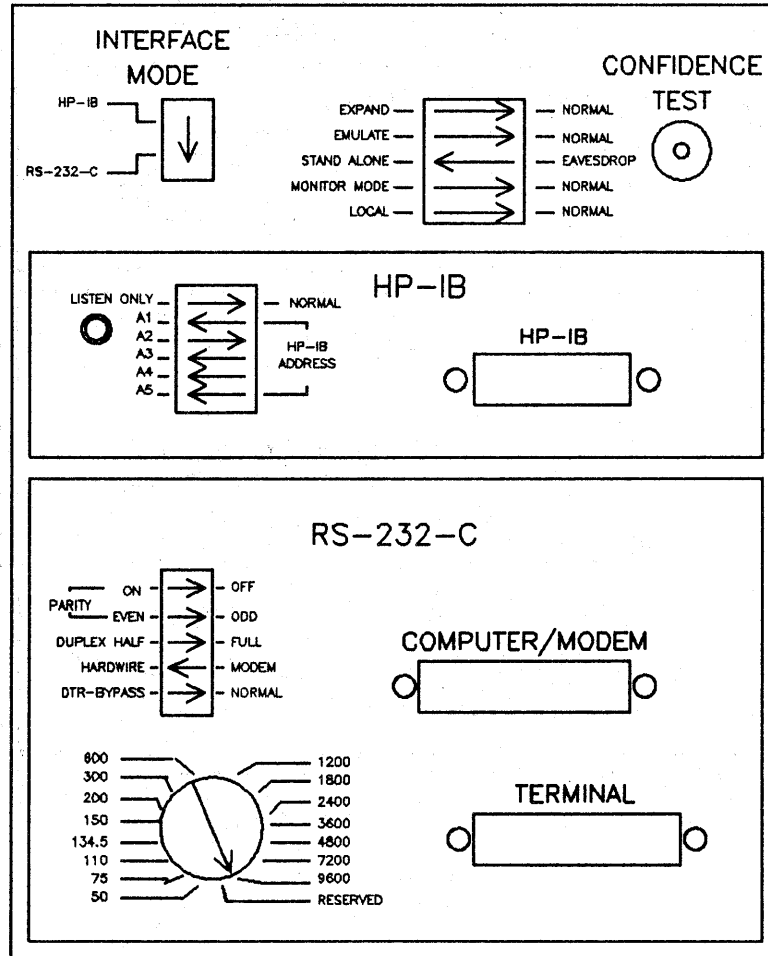 INTERFACE
MODE
HP-IB
RS-232-C
EXPAND
NORMAL
EMULATE
NORMAL
STAND ALONE
EAVESDROP
MONITOR MODE
NORMAL
LOCAL
NORMAL
CONFIDENCE
TEST
HP-IB
LISTEN ONLY
NORMAL
A1
A2
A3
A4
A5
HP-IB
ADDRESS
HP-IB
RS-232-C
PARITY
ON
OFF
EVEN
ODD
DUPLEX HALF
FULL
HARDWIRE
MODEM
DTR-BYPASS
NORMAL
COMPUTER/MODEM
600
300
200
150
134.5
110
75
50
1200
1800
2400
3600
4800
7200
9600
RESERVED
TERMINAL